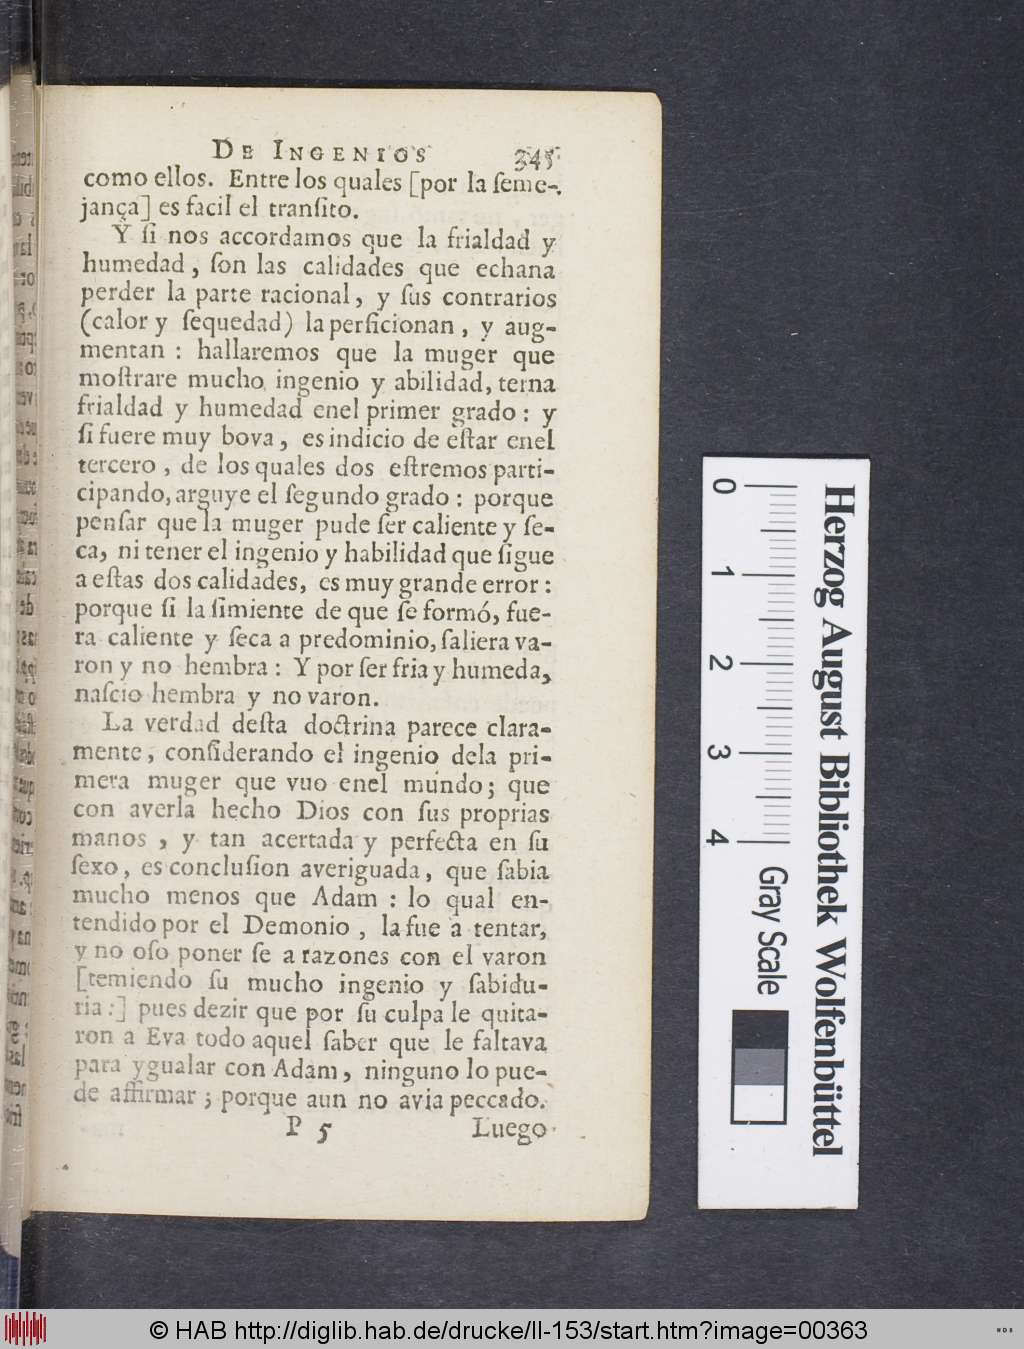 DE INGENIOS 345
como ellos. Entre los quales [por la ſeme-
jança] es facil el tranſito.
Y ſi nos accordamos que la frialdad y
humedad, ſon las calidades que echana
perder la parte racional, y ſus contrarios
(calor y ſequedad) la perficionan, y aug-
mentan: hallaremos que la muger que
moſtrare mucho ingenio y abilidad, terna
frialdad y humedad enel primer grado: y
ſi fuere muy bova, es indicio de eſtar enel
tercero, de los quales dos eſtremos parti-
cipando, arguye el ſegundo grado: porque
penſar que la muger pude ſer caliente y ſe-
ca, ni tener el ingenio y habilidad que ſigue
a eſtas dos calidades, es muy grande error:
porque ſi la ſimiente de que ſe formó, fue-
ra caliente y ſeca a predominio, ſaliera va-
ron y no hembra: Y por ſer fria y humeda,
naſcio hembra y no varon.
La verdad deſta doctrina parece clara-
mente, conſiderando el ingenio dela pri-
mera muger que vuo enel mundo; que
con averla hecho Dios con ſus proprias
manos, y tan acertada y perfecta en ſu
ſexo, es concluſion averiguada, que ſabia
mucho menos que Adam: lo qual en-
tendido por el Demonio, la fue a tentar,
y no oſo poner ſe a razones con el varon
[temiendo ſu mucho ingenio y ſabidu-
ria:] pues dezir que por ſu culpa le quita-
ron a Eva todo aquel ſaber que le faltava
para ygualar con Adam, ninguno lo pue-
de affirmar; porque aun no avia peccado.
P 5 Luego
0 1 2 3 4
Gray Scale
Herzog August Bibliothek Wolfenbüttel
© HAB http://diglib.hab.de/drucke/ll-153/start.htm?image=00363